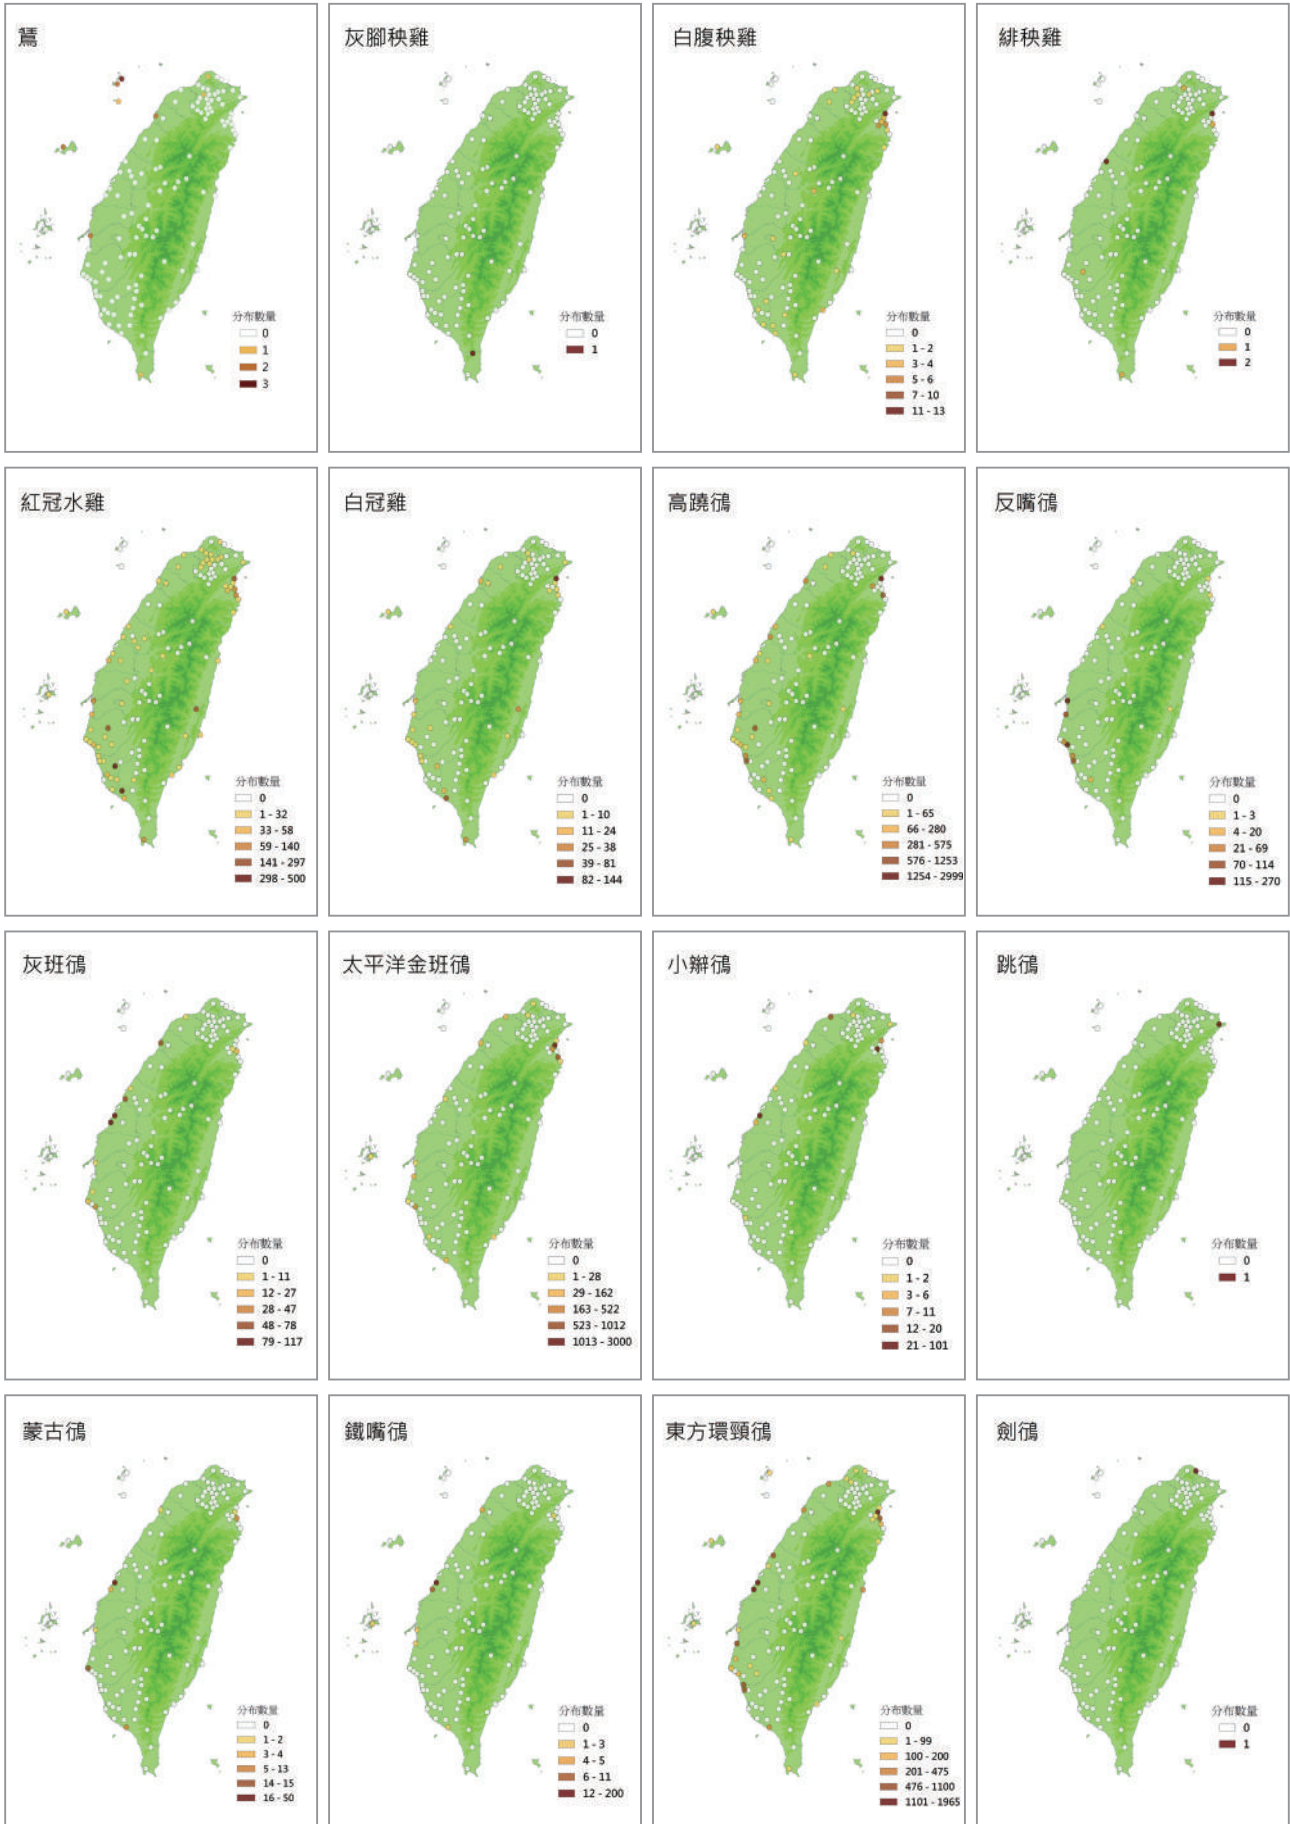 鵟
分布數量
0
1
2
3
灰腳秧雞
分布數量
0
1
白腹秧雞
分布數量
0
1 - 2
3 - 4
5 - 6
7 - 10
11 - 13
緋秧雞
分布數量
0
1
2
紅冠水雞
分布數量
0
1 - 32
33 - 58
59 - 140
141 - 297
298 - 500
白冠雞
分布數量
0
1 - 10
11 - 24
25 - 38
39 - 81
82 - 144
高蹺鴴
分布數量
0
1 - 65
66 - 280
281 - 575
576 - 1253
1254 - 2999
反嘴鴴
分布數量
0
1 - 3
4 - 20
21 - 69
70 - 114
115 - 270
灰班鴴
分布數量
0
1 - 11
12 - 27
28 - 47
48 - 78
79 - 117
太平洋金班鴴
分布數量
0
1 - 28
29 - 162
163 - 522
523 - 1012
1013 - 3000
小辮鴴
分布數量
0
1 - 2
3 - 6
7 - 11
12 - 20
21 - 101
跳鴴
分布數量
0
1
蒙古鴴
分布數量
0
1 - 2
3 - 4
5 - 13
14 - 15
16 - 50
鐵嘴鴴
分布數量
0
1 - 3
4 - 5
6 - 11
12 - 200
東方環頸鴴
分布數量
0
1 - 99
100 - 200
201 - 475
476 - 1100
1101 - 1965
劍鴴
分布數量
0
1